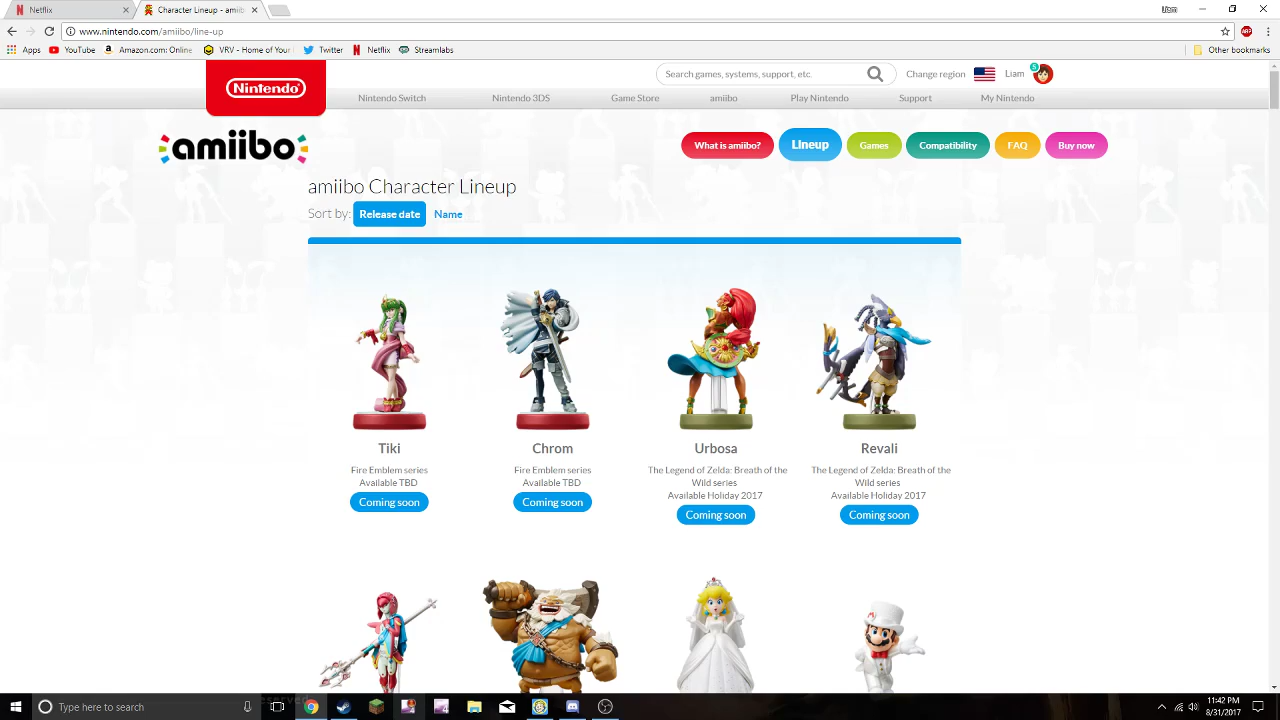 Netflix
Character Lineup - amiib
www.nintendo.com/amiibo/line-up
Apps
YouTube
Amazon.com: Online
VRV - Home of Your
Twitter
Netflix
Streamlabs
Other bookmarks
Nintendo
Search games, systems, support, etc.
Change region
Liam
5
Nintendo Switch
Nintendo 3DS
Game Store
amiibo
Play Nintendo
Support
My Nintendo
amiibo
What is amiibo?
Lineup
Games
Compatibility
FAQ
Buy now
amiibo Character Lineup
Sort by: Release date Name
Tiki
Fire Emblem series
Available TBD
Coming soon
Chrom
Fire Emblem series
Available TBD
Coming soon
Urbosa
The Legend of Zelda: Breath of the
Wild series
Available Holiday 2017
Coming soon
Revali
The Legend of Zelda: Breath of the
Wild series
Available Holiday 2017
Coming soon
Type here to search
11:42 PM
8/31/2017